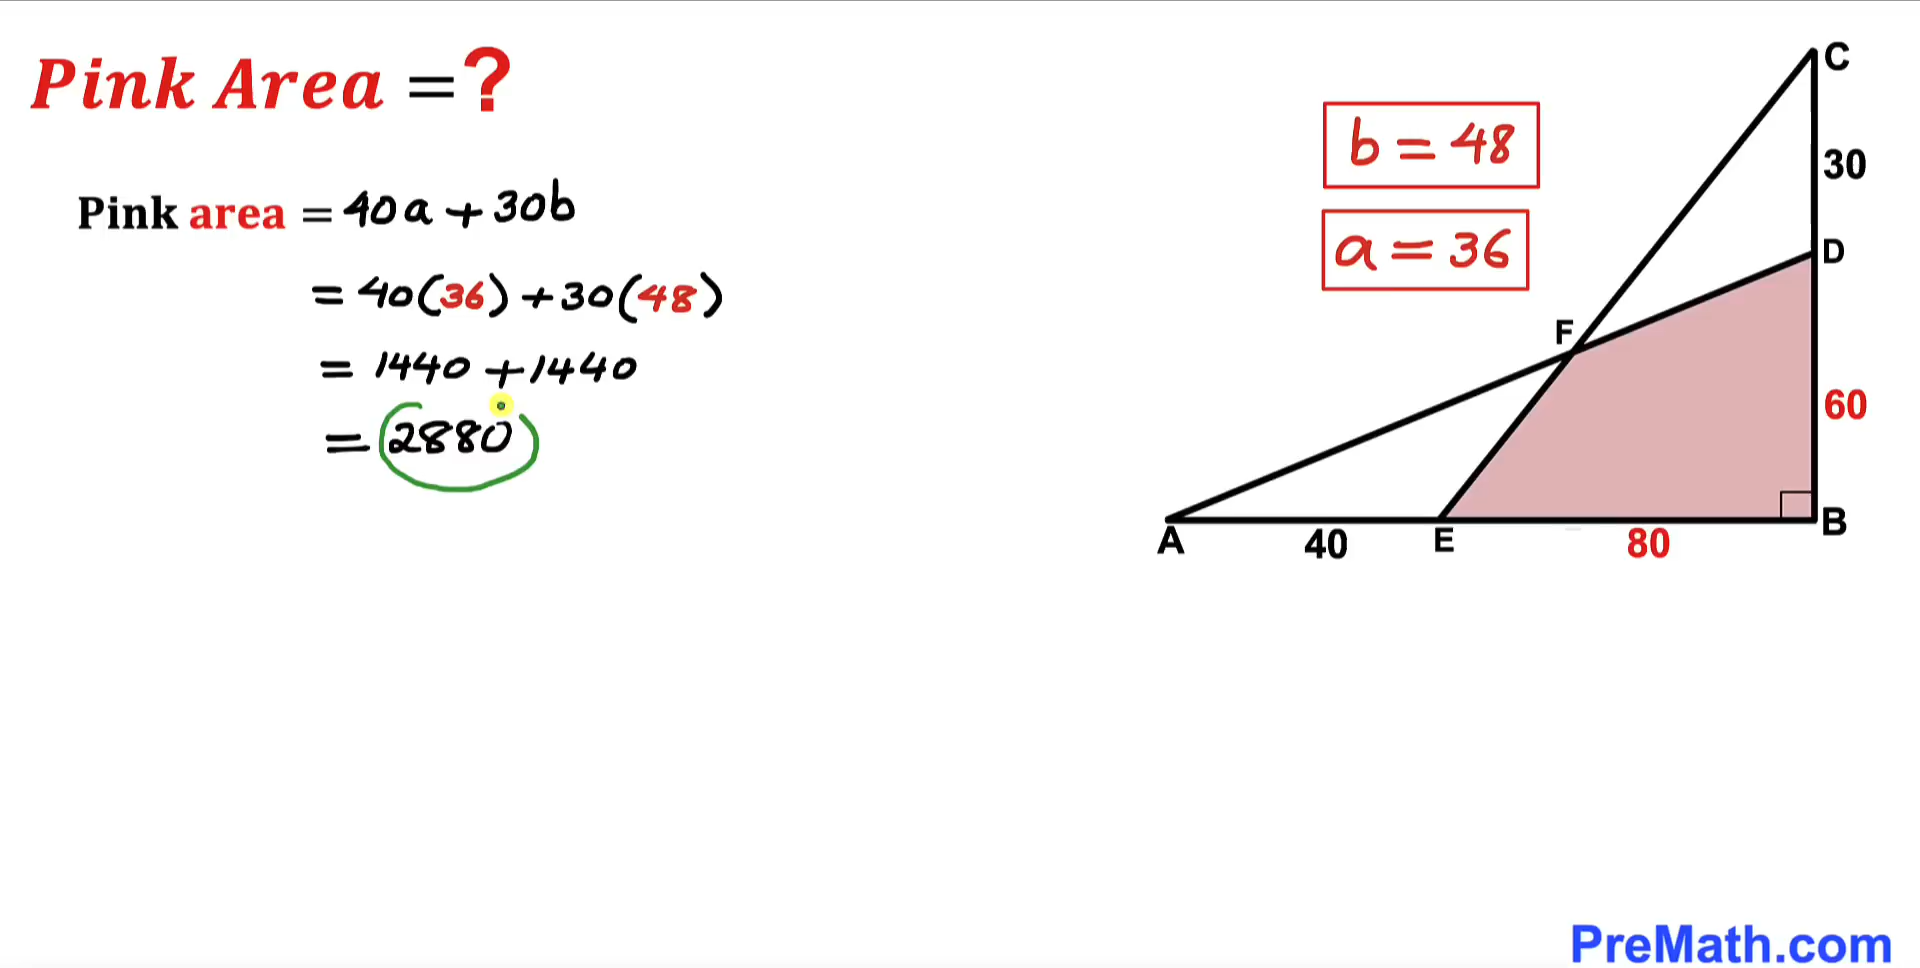 Pink Area = ?
Pink area = 40a + 30b
= 40(36) + 30(48)
= 1440 + 1440
= 2880
b = 48
a = 36
C
30
D
F
60
B
A
40
E
80
PreMath.com